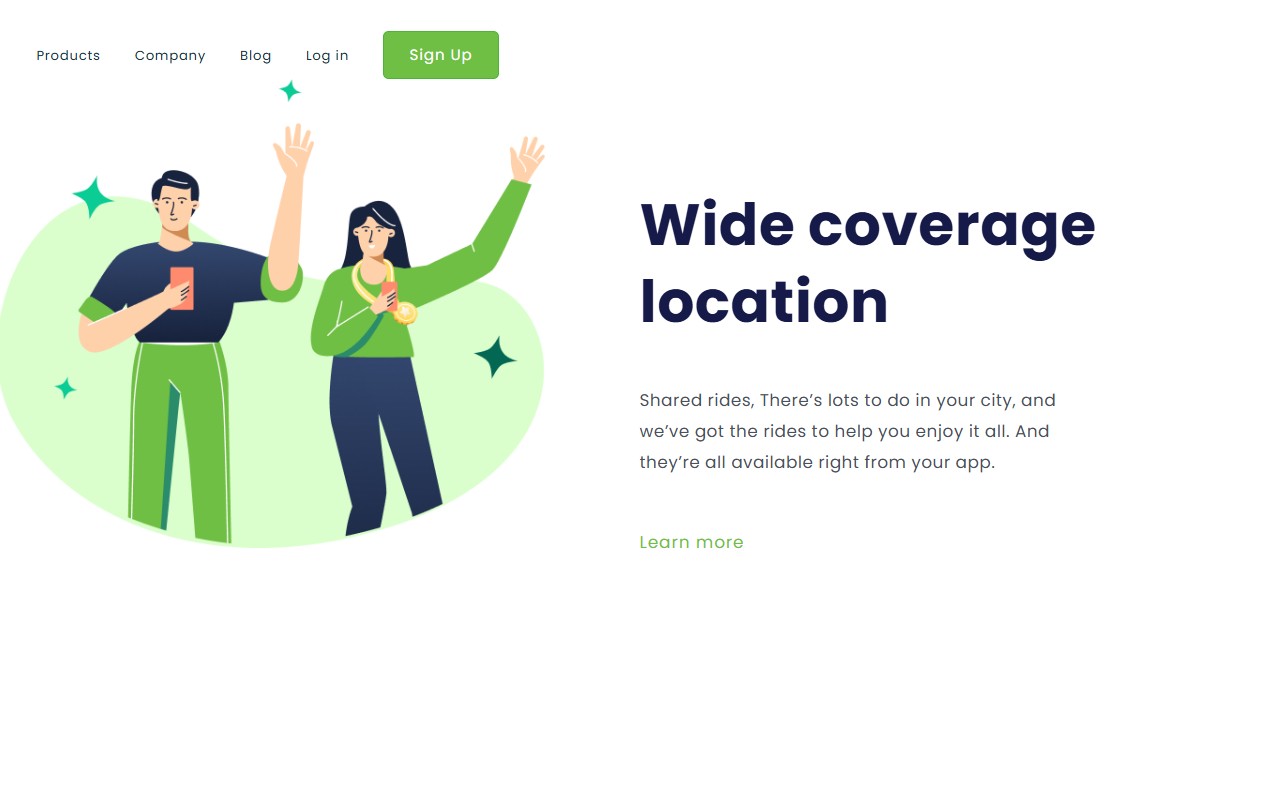 Products Company Blog Log in Sign Up
Wide coverage
location
Shared rides, There’s lots to do in your city, and
we’ve got the rides to help you enjoy it all. And
they’re all available right from your app.
Learn more